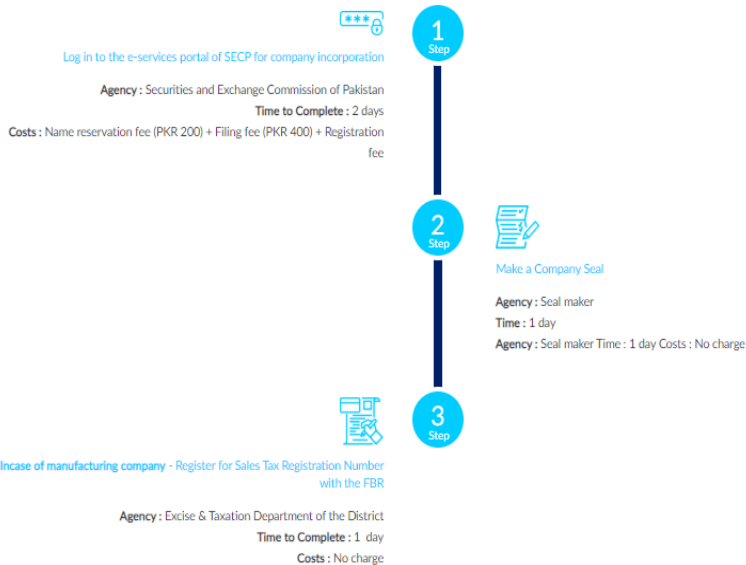 ***
1
Step
Log in to the e-services portal of SECP for company incorporation
Agency : Securities and Exchange Commission of Pakistan
Time to Complete : 2 days
Costs : Name reservation fee (PKR 200) + Filing fee (PKR 400) + Registration
fee
2
Step
Make a Company Seal
Agency : Seal maker
Time : 1 day
Agency : Seal maker Time : 1 day Costs : No charge
3
Step
Incase of manufacturing company - Register for Sales Tax Registration Number
with the FBR
Agency : Excise & Taxation Department of the District
Time to Complete : 1 day
Costs : No charge